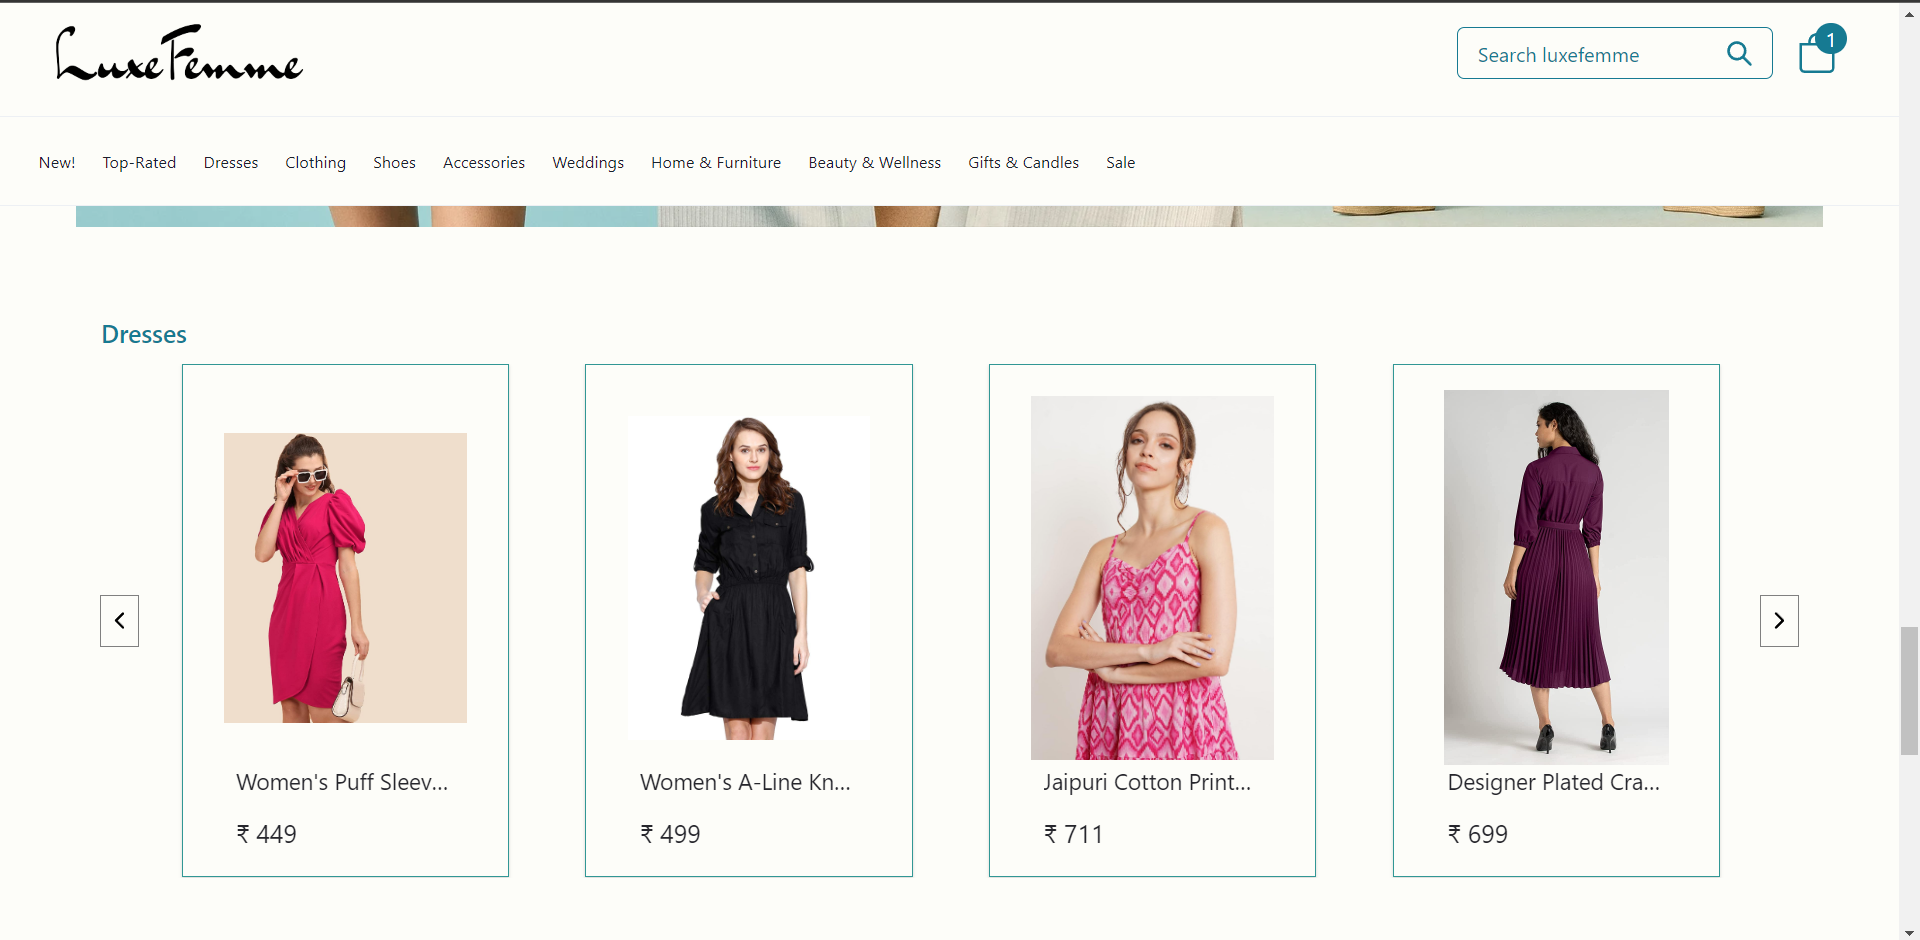 LuxeFemme
Search luxefemme
1
New! Top-Rated Dresses Clothing Shoes Accessories Weddings Home & Furniture Beauty & Wellness Gifts & Candles Sale
Dresses
Women's Puff Sleev...
₹ 449
Women's A-Line Kn...
₹ 499
Jaipuri Cotton Print...
₹ 711
Designer Plated Cra...
₹ 699